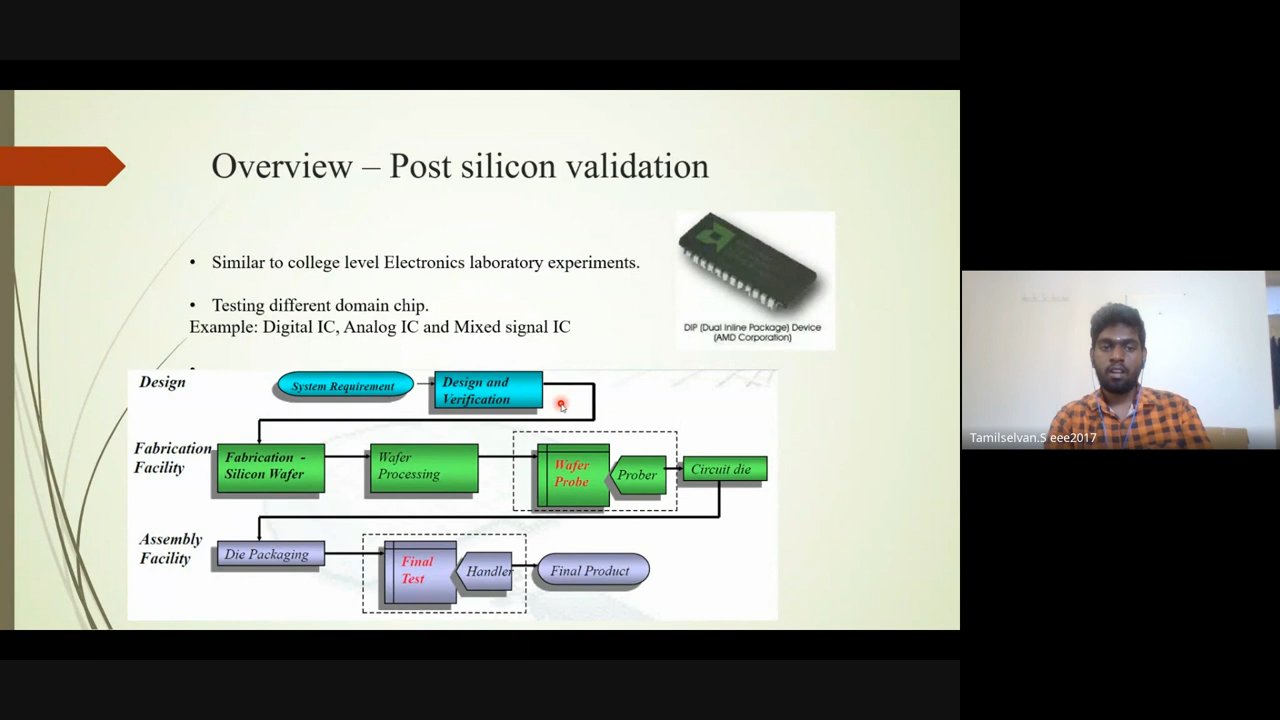 Overview – Post silicon validation
• Similar to college level Electronics laboratory experiments.
• Testing different domain chip.
Example: Digital IC, Analog IC and Mixed signal IC
•
DIP (Dual Inline Package) Device
(AMD Corporation)
Design
System Requirement
Design and
Verification
Fabrication
Facility
Fabrication -
Silicon Wafer
Wafer
Processing
Wafer
Probe
Prober
Circuit die
Assembly
Facility
Die Packaging
Final
Test
Handler
Final Product
Tamilselvan.S eee2017